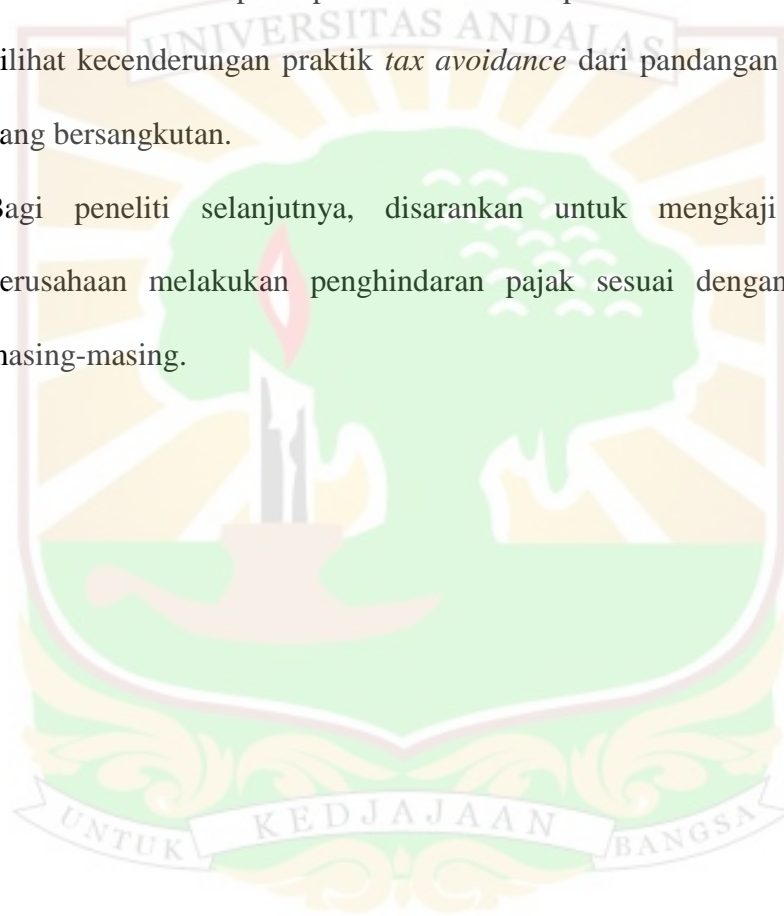 UNIVERSITAS ANDALAS
ilihat kecenderungan praktik tax avoidance dari pandangan
ang bersangkutan.
Bagi peneliti selanjutnya, disarankan untuk mengkaji
erusahaan melakukan penghindaran pajak sesuai dengan
masing-masing.
UNTUK KEDJAJAAN BANGSA